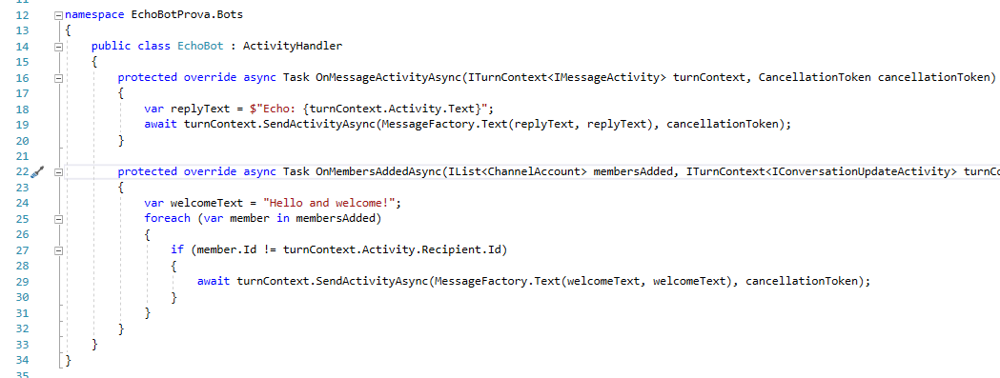 11
12 namespace EchoBotProva.Bots
13 {
14 public class EchoBot : ActivityHandler
15 {
16 protected override async Task OnMessageActivityAsync(ITurnContext<IMessageActivity> turnContext, CancellationToken cancellationToken)
17 {
18 var replyText = $"Echo: {turnContext.Activity.Text}";
19 await turnContext.SendActivityAsync(MessageFactory.Text(replyText, replyText), cancellationToken);
20 }
21
22 protected override async Task OnMembersAddedAsync(IList<ChannelAccount> membersAdded, ITurnContext<IConversationUpdateActivity> turnCo
23 {
24 var welcomeText = "Hello and welcome!";
25 foreach (var member in membersAdded)
26 {
27 if (member.Id != turnContext.Activity.Recipient.Id)
28 {
29 await turnContext.SendActivityAsync(MessageFactory.Text(welcomeText, welcomeText), cancellationToken);
30 }
31 }
32 }
33 }
34 }
35